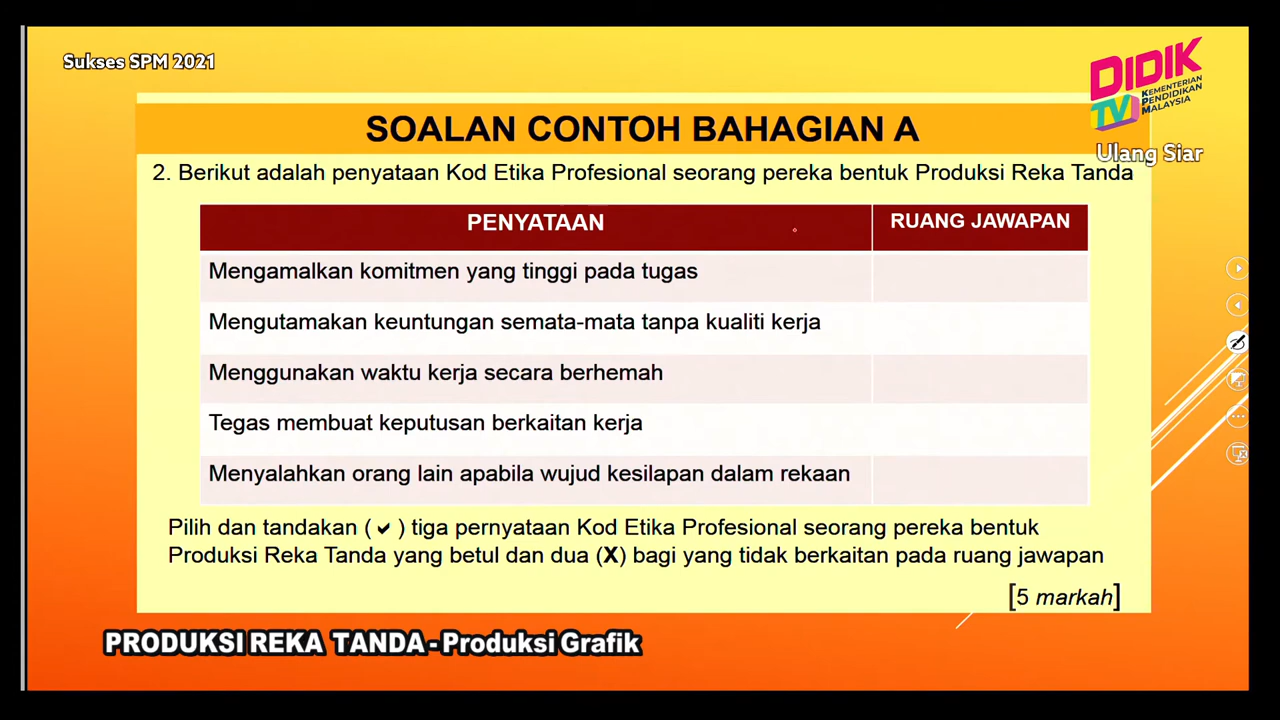 Sukses SPM 2021
DIDIK
TV
KEMENTERIAN
PENDIDIKAN
MALAYSIA
Ulang Siar
SOALAN CONTOH BAHAGIAN A
2. Berikut adalah penyataan Kod Etika Profesional seorang pereka bentuk Produksi Reka Tanda
PENYATAAN RUANG JAWAPAN
Mengamalkan komitmen yang tinggi pada tugas
Mengutamakan keuntungan semata-mata tanpa kualiti kerja
Menggunakan waktu kerja secara berhemah
Tegas membuat keputusan berkaitan kerja
Menyalahkan orang lain apabila wujud kesilapan dalam rekaan
Pilih dan tandakan (✔) tiga pernyataan Kod Etika Profesional seorang pereka bentuk
Produksi Reka Tanda yang betul dan dua (X) bagi yang tidak berkaitan pada ruang jawapan
[5 markah]
PRODUKSI REKA TANDA - Produksi Grafik